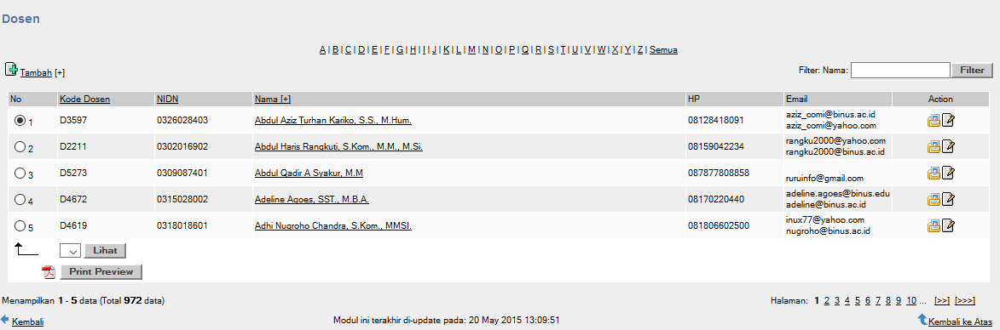 Dosen
A | B | C | D | E | F | G | H | I | J | K | L | M | N | O | P | Q | R | S | T | U | V | W | X | Y | Z | Semua
Tambah [+] Filter: Nama: Filter
No Kode Dosen NIDN Nama [+] HP Email Action
1 D3597 0326028403 Abdul Aziz Turhan Kariko, S.S., M.Hum. 08128418091 aziz_comi@binus.ac.id
aziz_comi@yahoo.com
2 D2211 0302016902 Abdul Haris Rangkuti, S.Kom., M.M., M.Si. 08159042234 rangku2000@yahoo.com
rangku2000@binus.ac.id
3 D5273 0309087401 Abdul Qadir A Syakur, M.M 087877808858 ruruinfo@gmail.com
4 D4672 0315028002 Adeline Agoes, SST., M.B.A. 08170220440 adeline.agoes@binus.edu
adeline@binus.ac.id
5 D4619 0318018601 Adhi Nugroho Chandra, S.Kom., MMSI. 081806602500 inux77@yahoo.com
nugroho@binus.ac.id
Lihat
Print Preview
Menampilkan 1 - 5 data (Total 972 data) Halaman: 1 2 3 4 5 6 7 8 9 10 ... [>>] [>>>]
Kembali Modul ini terakhir di-update pada: 20 May 2015 13:09:51 Kembali ke Atas